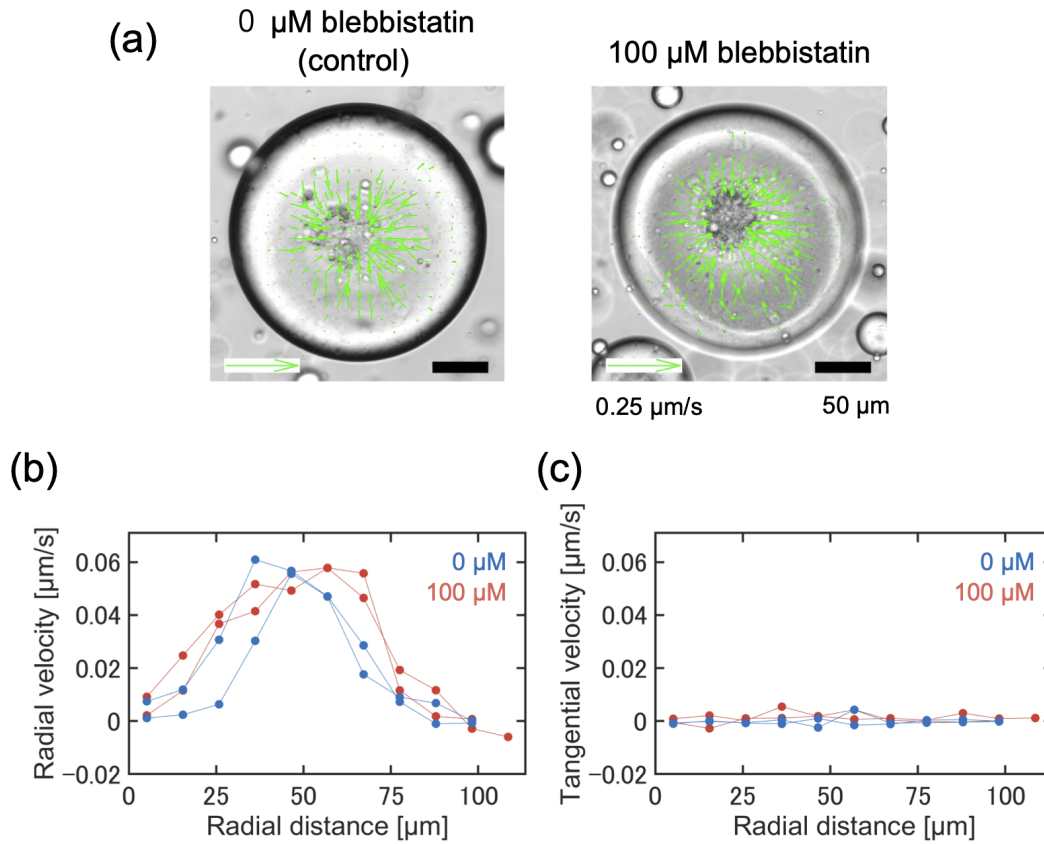 (a)
0 µM blebbistatin
(control)
100 µM blebbistatin
0.25 µm/s
50 µm
(b)
Radial velocity [µm/s]
0.06
0.04
0.02
0
−0.02
0 µM
100 µM
0
25
50
75
100
Radial distance [µm]
(c)
Tangential velocity [µm/s]
0.06
0.04
0.02
0
−0.02
0 µM
100 µM
0
25
50
75
100
Radial distance [µm]